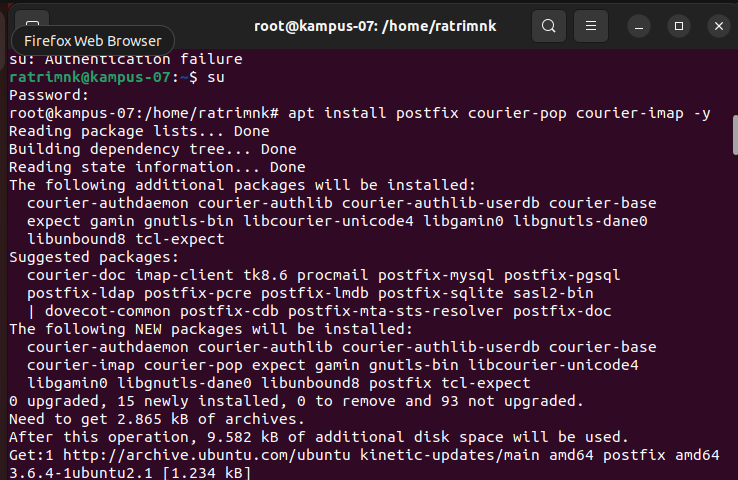 root@kampus-07: /home/ratrimnk
Firefox Web Browser
su: Authentication failure
ratrimnk@kampus-07:~$ su
Password:
root@kampus-07:/home/ratrimnk# apt install postfix courier-pop courier-imap -y
Reading package lists... Done
Building dependency tree... Done
Reading state information... Done
The following additional packages will be installed:
  courier-authdaemon courier-authlib courier-authlib-userdb courier-base
  expect gamin gnutls-bin libcourier-unicode4 libgamin0 libgnutls-dane0
  libunbound8 tcl-expect
Suggested packages:
  courier-doc imap-client tk8.6 procmail postfix-mysql postfix-pgsql
  postfix-ldap postfix-pcre postfix-lmdb postfix-sqlite sasl2-bin
  | dovecot-common postfix-cdb postfix-mta-sts-resolver postfix-doc
The following NEW packages will be installed:
  courier-authdaemon courier-authlib courier-authlib-userdb courier-base
  courier-imap courier-pop expect gamin gnutls-bin libcourier-unicode4
  libgamin0 libgnutls-dane0 libunbound8 postfix tcl-expect
0 upgraded, 15 newly installed, 0 to remove and 93 not upgraded.
Need to get 2.865 kB of archives.
After this operation, 9.582 kB of additional disk space will be used.
Get:1 http://archive.ubuntu.com/ubuntu kinetic-updates/main amd64 postfix amd64
3.6.4-1ubuntu2.1 [1.234 kB]